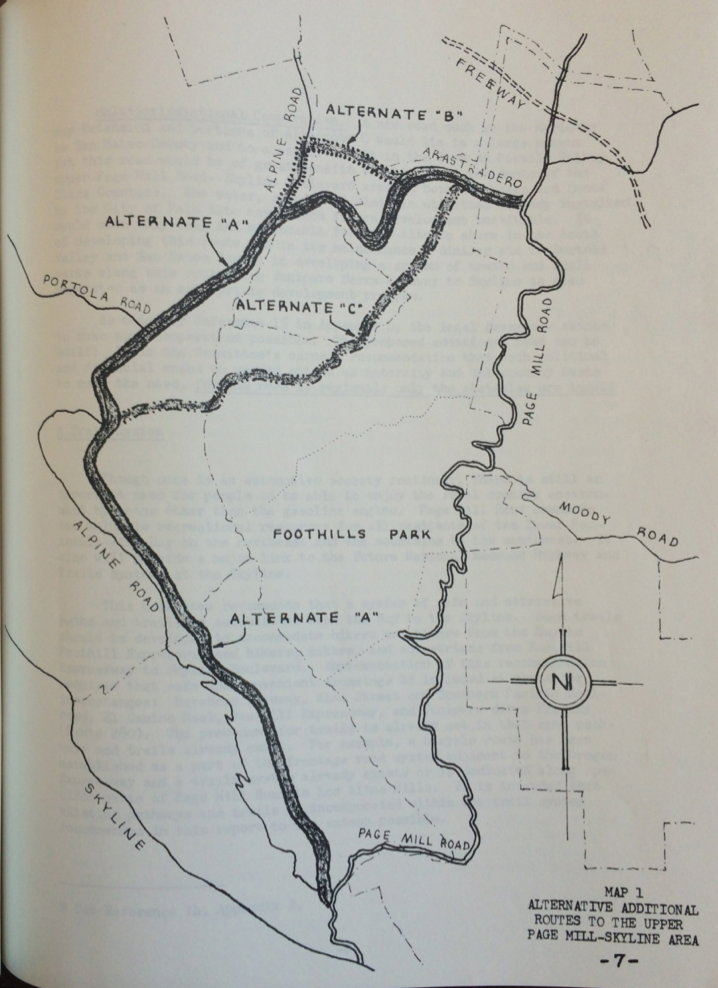 FREEWAY
ALPINE ROAD
ALTERNATE "B"
ARASTRADERO
ALTERNATE "A"
PORTOLA ROAD
ALTERNATE "C"
PAGE MILL ROAD
MOODY ROAD
FOOTHILLS PARK
ALPINE ROAD
ALTERNATE "A"
N
SKYLINE
PAGE MILL ROAD
MAP 1
ALTERNATIVE ADDITIONAL
ROUTES TO THE UPPER
PAGE MILL-SKYLINE AREA
-7-